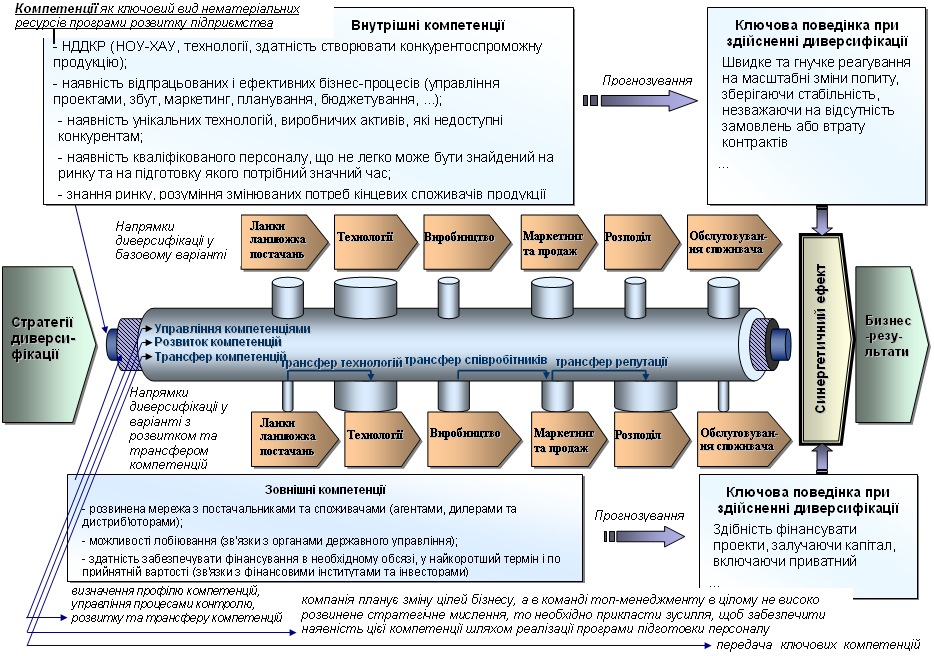 Компетенції як ключовий вид нематеріальних
ресурсів програми розвитку підприємства
Внутрішні компетенції
- НДДКР (НОУ-ХАУ, технології, здатність створювати конкурентоспроможну
продукцію);
- наявність відпрацьованих і ефективних бізнес-процесів (управління
проектами, збут, маркетинг, планування, бюджетування, ...);
- наявність унікальних технологій, виробничих активів, які недоступні
конкурентам;
- наявність кваліфікованого персоналу, що не легко може бути знайдений на
ринку та на підготовку якого потрібний значний час;
- знання ринку, розуміння змінюваних потреб кінцевих споживачів продукції
Прогнозування
Ключова поведінка при
здійсненні диверсифікації
Швидке та гнучке реагування
на масштабні зміни попиту,
зберігаючи стабільність,
незважаючи на відсутність
замовлень або втрату
контрактів
...
Напрямки
диверсифікації у
базовому варіанті
Ланки
ланцюжка
постачань
Технології
Виробництво
Маркетинг
та продаж
Розподіл
Обслуговуван-
ня споживача
Стратегії
диверси-
фікації
Управління компетенціями
Розвиток компетенцій
Трансфер компетенцій
трансфер технологій
трансфер співробітників
трансфер репутації
Синергетичний ефект
Бизнес
-резу-
льтати
Напрямки
диверсифікації у
варіанті з
розвитком та
трансфером
компетенцій
Ланки
ланцюжка
постачань
Технології
Виробництво
Маркетинг
та продаж
Розподіл
Обслуговуван-
ня споживача
Зовнішні компетенції
- розвинена мережа з постачальниками та споживачами (агентами, дилерами та
дистриб'юторами);
- можливості лобіювання (зв'язки з органами державного управління);
- здатність забезпечувати фінансування в необхідному обсязі, у найкоротший термін і по
прийнятній вартості (зв'язки з фінансовими інститутами та інвесторами)
Прогнозування
Ключова поведінка при
здійсненні диверсифікації
Здібність фінансувати
проекти, залучаючи капітал,
включаючи приватний
...
визначення профілю компетенцій,
управління процесами контролю,
розвитку та трансферу компетенцій
компанія планує зміну цілей бізнесу, а в команді топ-менеджменту в цілому не високо
розвинене стратегічне мислення, то необхідно прикласти зусилля, щоб забезпечити
наявність цієї компетенції шляхом реалізації програми підготовки персоналу
передача ключових компетенцій